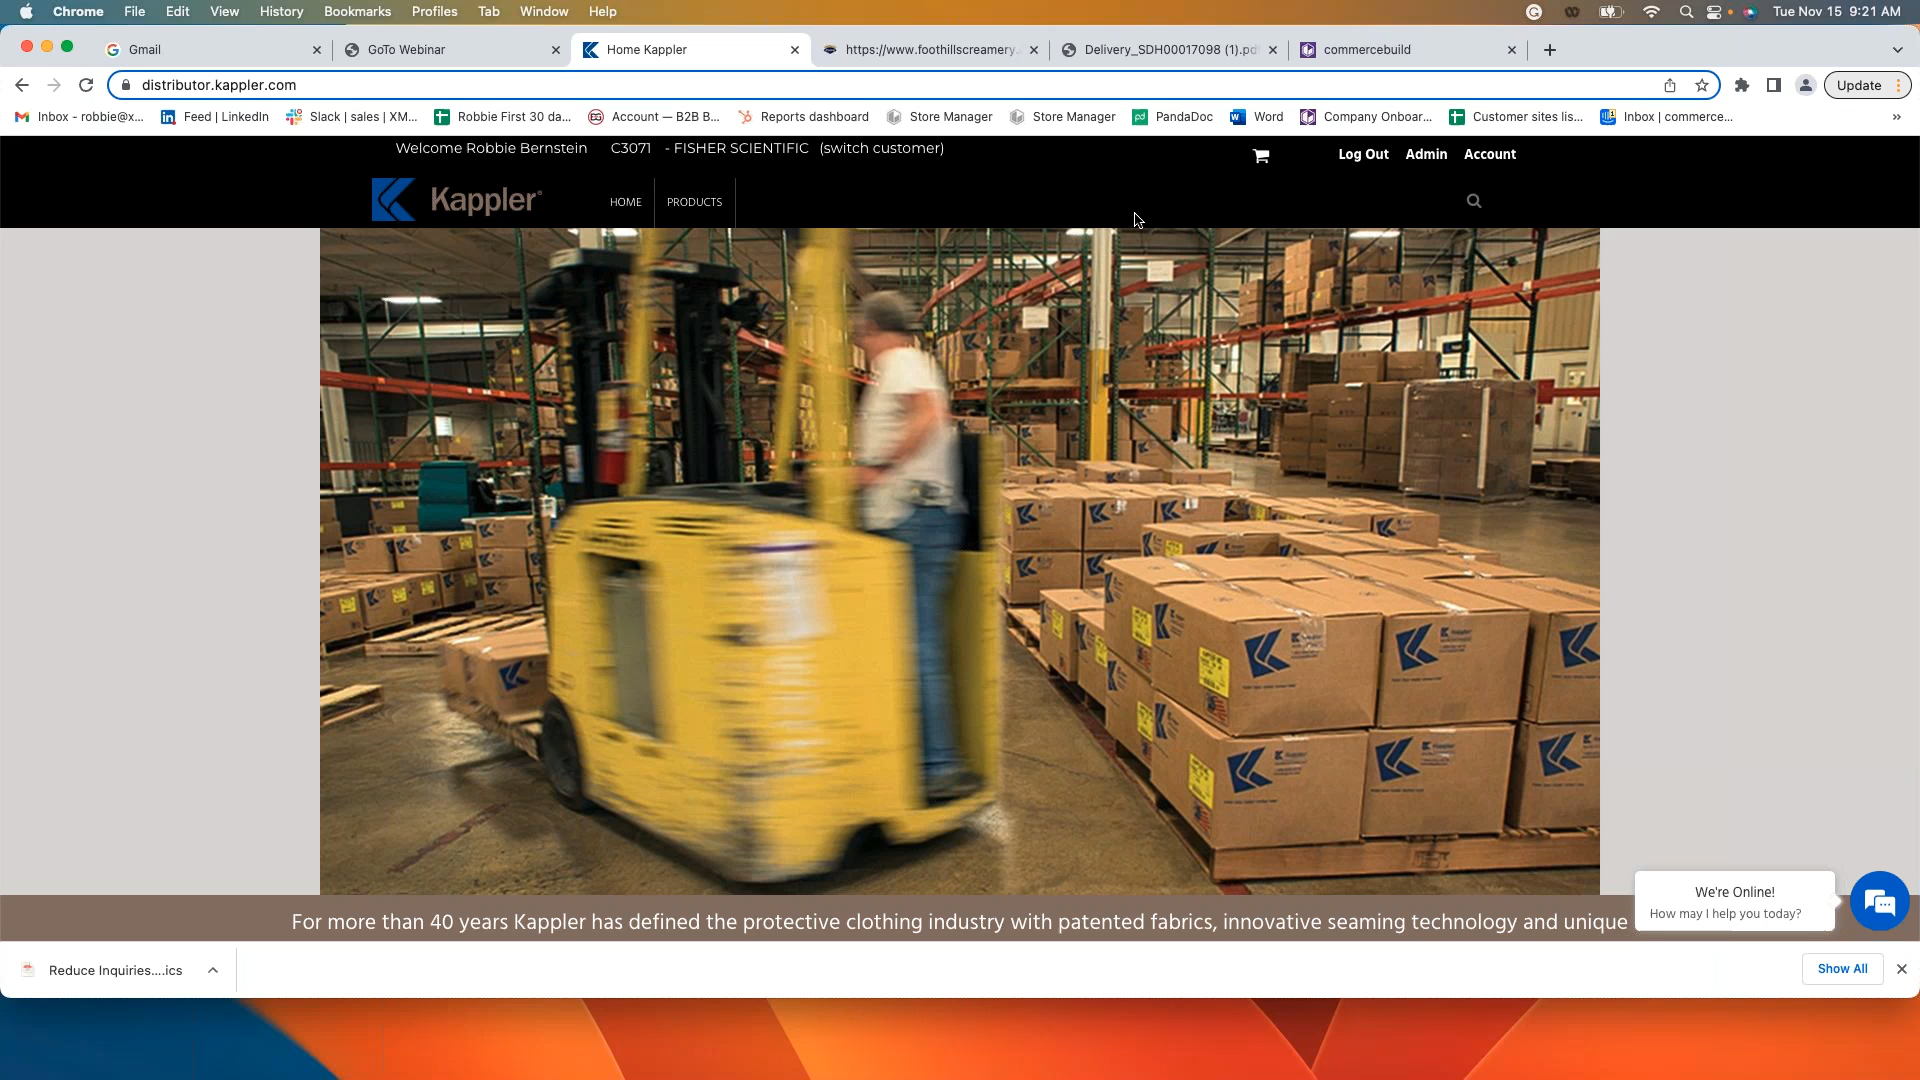 Chrome File Edit View History Bookmarks Profiles Tab Window Help Tue Nov 15 9:21 AM
Gmail GoTo Webinar Home Kappler https://www.foothillscreamery. Delivery_SDH00017098 (1).pd commercebuild
distributor.kappler.com Update
Inbox - robbie@x... Feed | LinkedIn Slack | sales | XM... Robbie First 30 da... Account — B2B B... Reports dashboard Store Manager Store Manager PandaDoc Word Company Onboar... Customer sites lis... Inbox | commerce...
Welcome Robbie Bernstein C3071 - FISHER SCIENTIFIC (switch customer) Log Out Admin Account
Kappler HOME PRODUCTS
We're Online!
How may I help you today?
For more than 40 years Kappler has defined the protective clothing industry with patented fabrics, innovative seaming technology and unique
Reduce Inquiries....ics Show All